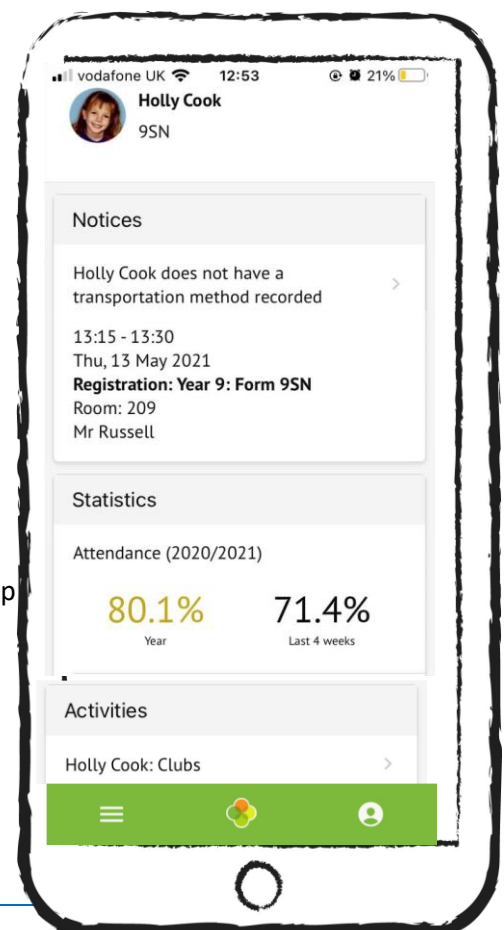 vodafone UK 12:53 21%
Holly Cook
9SN
Notices
Holly Cook does not have a
transportation method recorded
13:15 - 13:30
Thu, 13 May 2021
Registration: Year 9: Form 9SN
Room: 209
Mr Russell
Statistics
Attendance (2020/2021)
p
80.1% 71.4%
Year Last 4 weeks
Activities
Holly Cook: Clubs